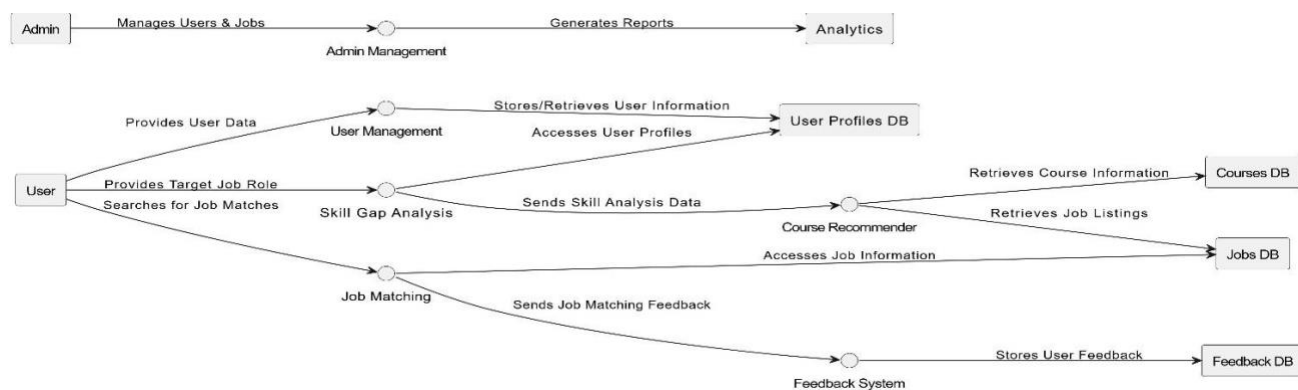 Admin
Manages Users & Jobs
Generates Reports
Analytics
Admin Management
Stores/Retrieves User Information
User Profiles DB
Provides User Data
User Management
Accesses User Profiles
User
Provides Target Job Role
Retrieves Course Information
Courses DB
Searches for Job Matches
Skill Gap Analysis
Sends Skill Analysis Data
Retrieves Job Listings
Course Recommender
Accesses Job Information
Jobs DB
Job Matching
Sends Job Matching Feedback
Stores User Feedback
Feedback DB
Feedback System